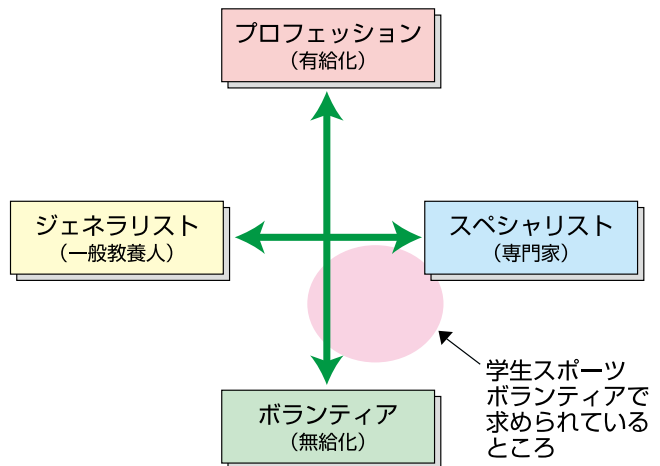 プロフェッション
（有給化）
ジェネラリスト
（一般教養人）
スペシャリスト
（専門家）
ボランティア
（無給化）
学生スポーツ
ボランティアで
求められている
ところ